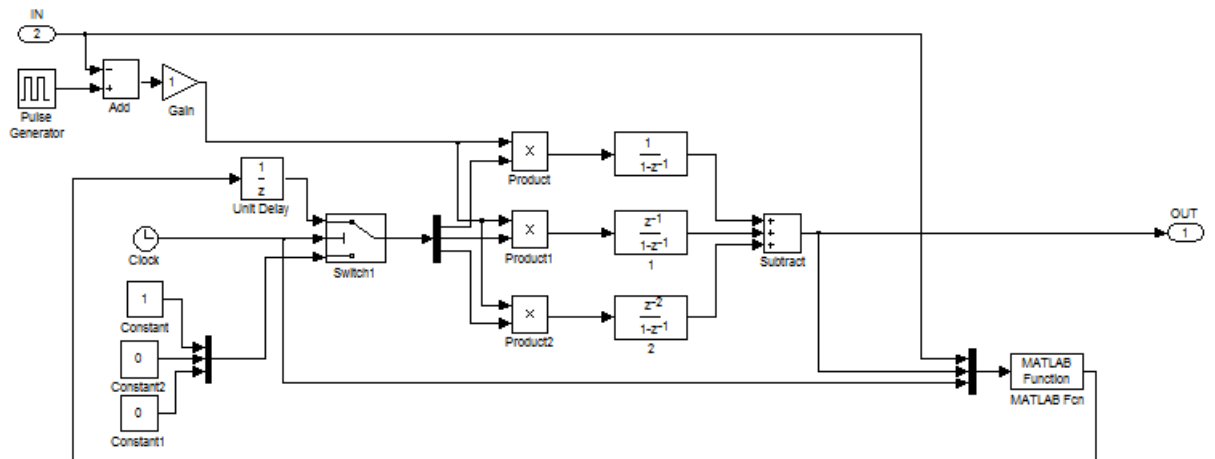 IN
2
−
+
Add
1
Gain
Pulse
Generator
1
z
Unit Delay
Clock
Switch1
1
Constant
0
Constant2
0
Constant1
×
Product
×
Product1
×
Product2
1
1-z-1
z-1
1-z-1
1
z-2
1-z-1
2
+
+
+
Subtract
OUT
1
MATLAB
Function
MATLAB Fcn